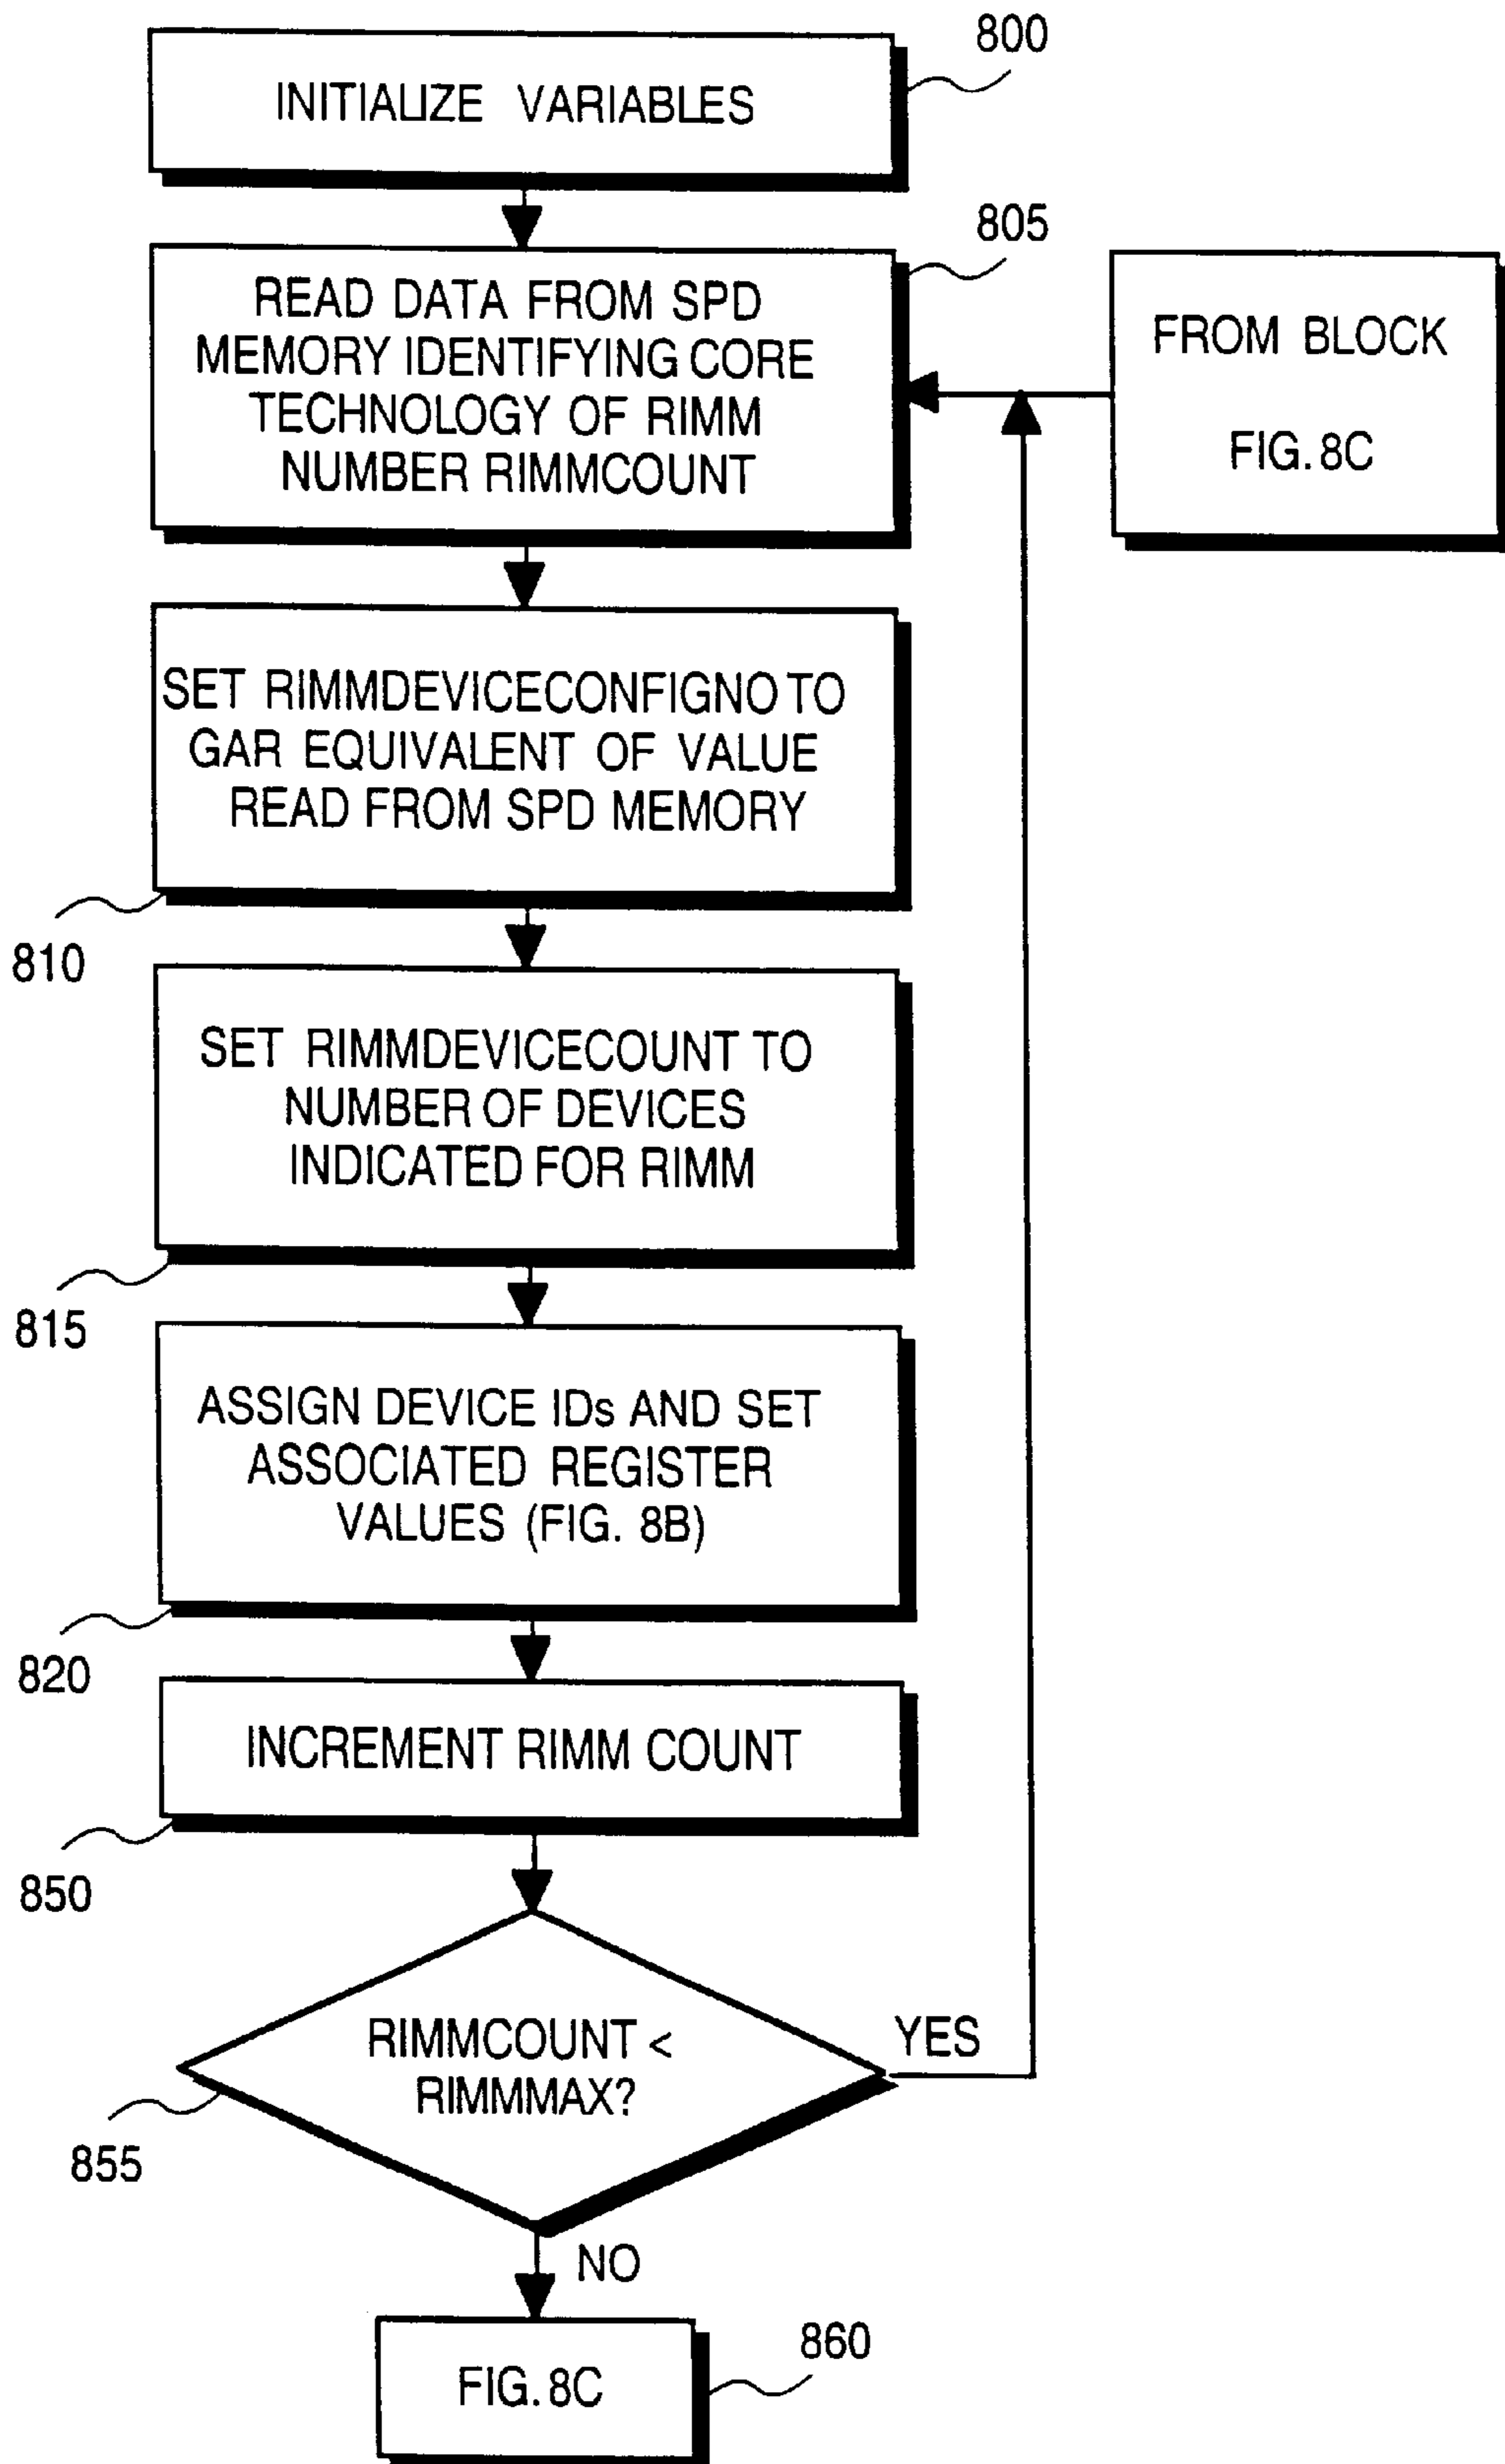 800
INITIALIZE VARIABLES
805
READ DATA FROM SPD
MEMORY IDENTIFYING CORE
TECHNOLOGY OF RIMM
NUMBER RIMMCOUNT
FROM BLOCK
FIG. 8C
SET RIMMDEVICECONFIGNO TO
GAR EQUIVALENT OF VALUE
READ FROM SPD MEMORY
810
SET RIMMDEVICECOUNT TO
NUMBER OF DEVICES
INDICATED FOR RIMM
815
ASSIGN DEVICE IDs AND SET
ASSOCIATED REGISTER
VALUES (FIG. 8B)
820
INCREMENT RIMM COUNT
850
RIMMCOUNT <
RIMMMAX?
YES
855
NO
860
FIG. 8C